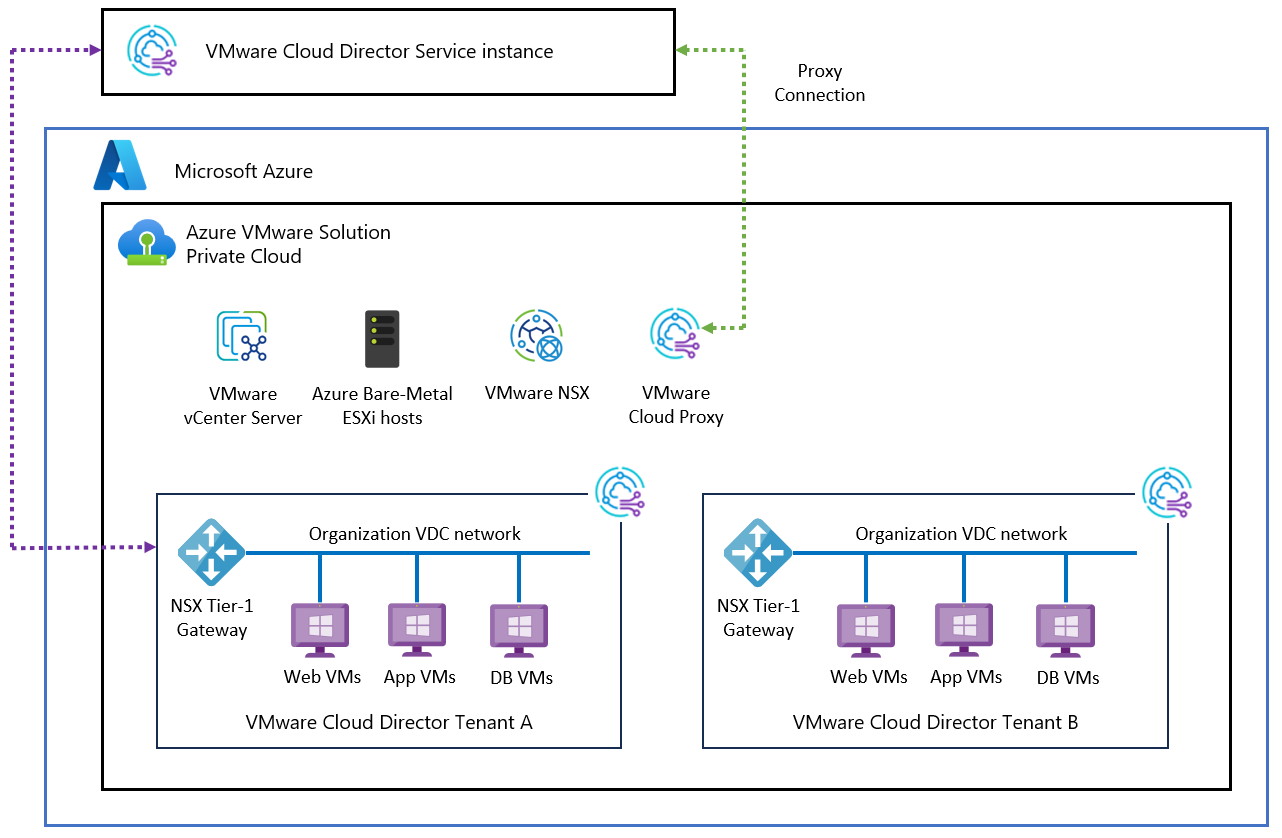 VMware Cloud Director Service instance
Proxy
Connection
Microsoft Azure
Azure VMware Solution
Private Cloud
VMware
vCenter Server
Azure Bare-Metal
ESXi hosts
VMware NSX
VMware
Cloud Proxy
Organization VDC network
NSX Tier-1
Gateway
Web VMs
App VMs
DB VMs
VMware Cloud Director Tenant A
Organization VDC network
NSX Tier-1
Gateway
Web VMs
App VMs
DB VMs
VMware Cloud Director Tenant B